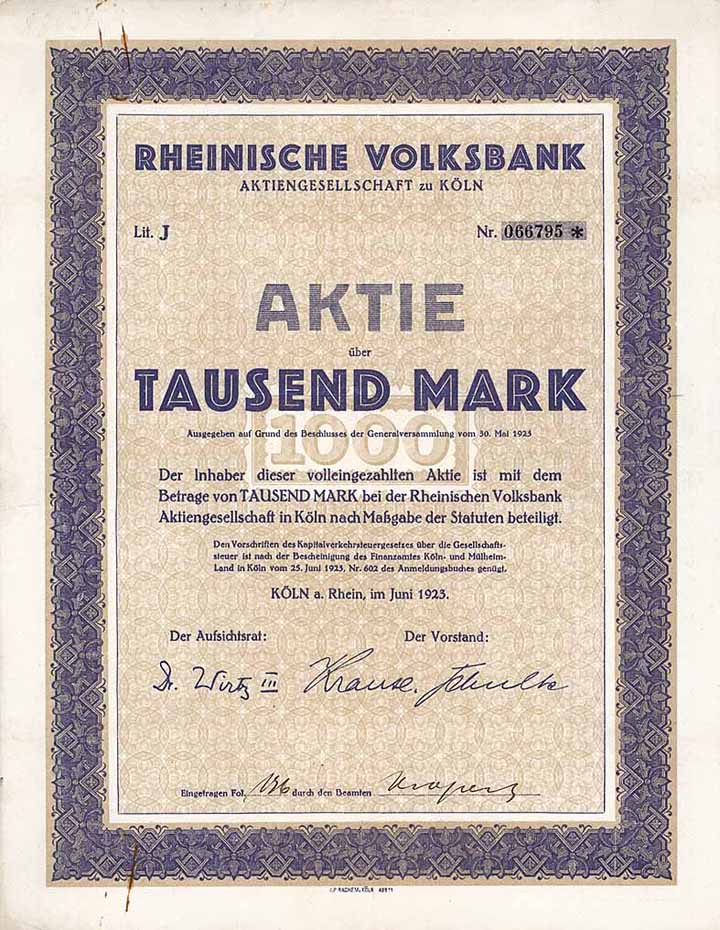 RHEINISCHE VOLKSBANK
AKTIENGESELLSCHAFT zu KÖLN
Lit. J Nr. 066795 *
AKTIE
über
TAUSEND MARK
1000
Ausgegeben auf Grund des Beschlusses der Generalversammlung vom 30. Mai 1923
Der Inhaber dieser volleingezahlten Aktie ist mit dem
Betrage von TAUSEND MARK bei der Rheinischen Volksbank
Aktiengesellschaft in Köln nach Maßgabe der Statuten beteiligt.
Den Vorschriften des Kapitalverkehrsteuergesetzes über die Gesellschafts-
steuer ist nach der Bescheinigung des Finanzamtes Köln- und Mülheim-
Land in Köln vom 25. Juni 1923, Nr. 602 des Anmeldungsbuches genügt.
KÖLN a. Rhein, im Juni 1923.
Der Aufsichtsrat: Der Vorstand:
Dr. Wirtz III Krause. Schulte
Eingetragen Fol. durch den Beamten
J.P. BACHEM, KÖLN